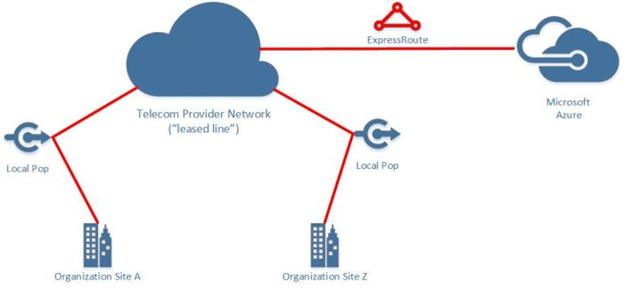 ExpressRoute
Telecom Provider Network
("leased line")
Microsoft
Azure
Local Pop
Local Pop
Organization Site A
Organization Site Z